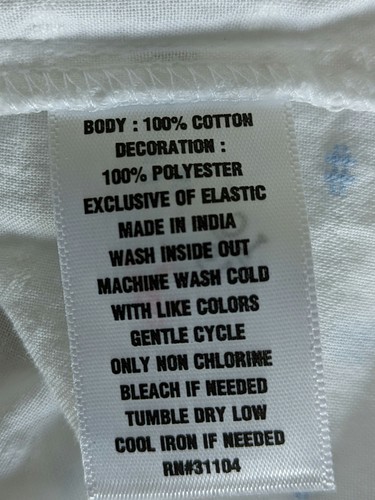 BODY : 100% COTTON
DECORATION :
100% POLYESTER
EXCLUSIVE OF ELASTIC
MADE IN INDIA
WASH INSIDE OUT
MACHINE WASH COLD
WITH LIKE COLORS
GENTLE CYCLE
ONLY NON CHLORINE
BLEACH IF NEEDED
TUMBLE DRY LOW
COOL IRON IF NEEDED
RN#31104